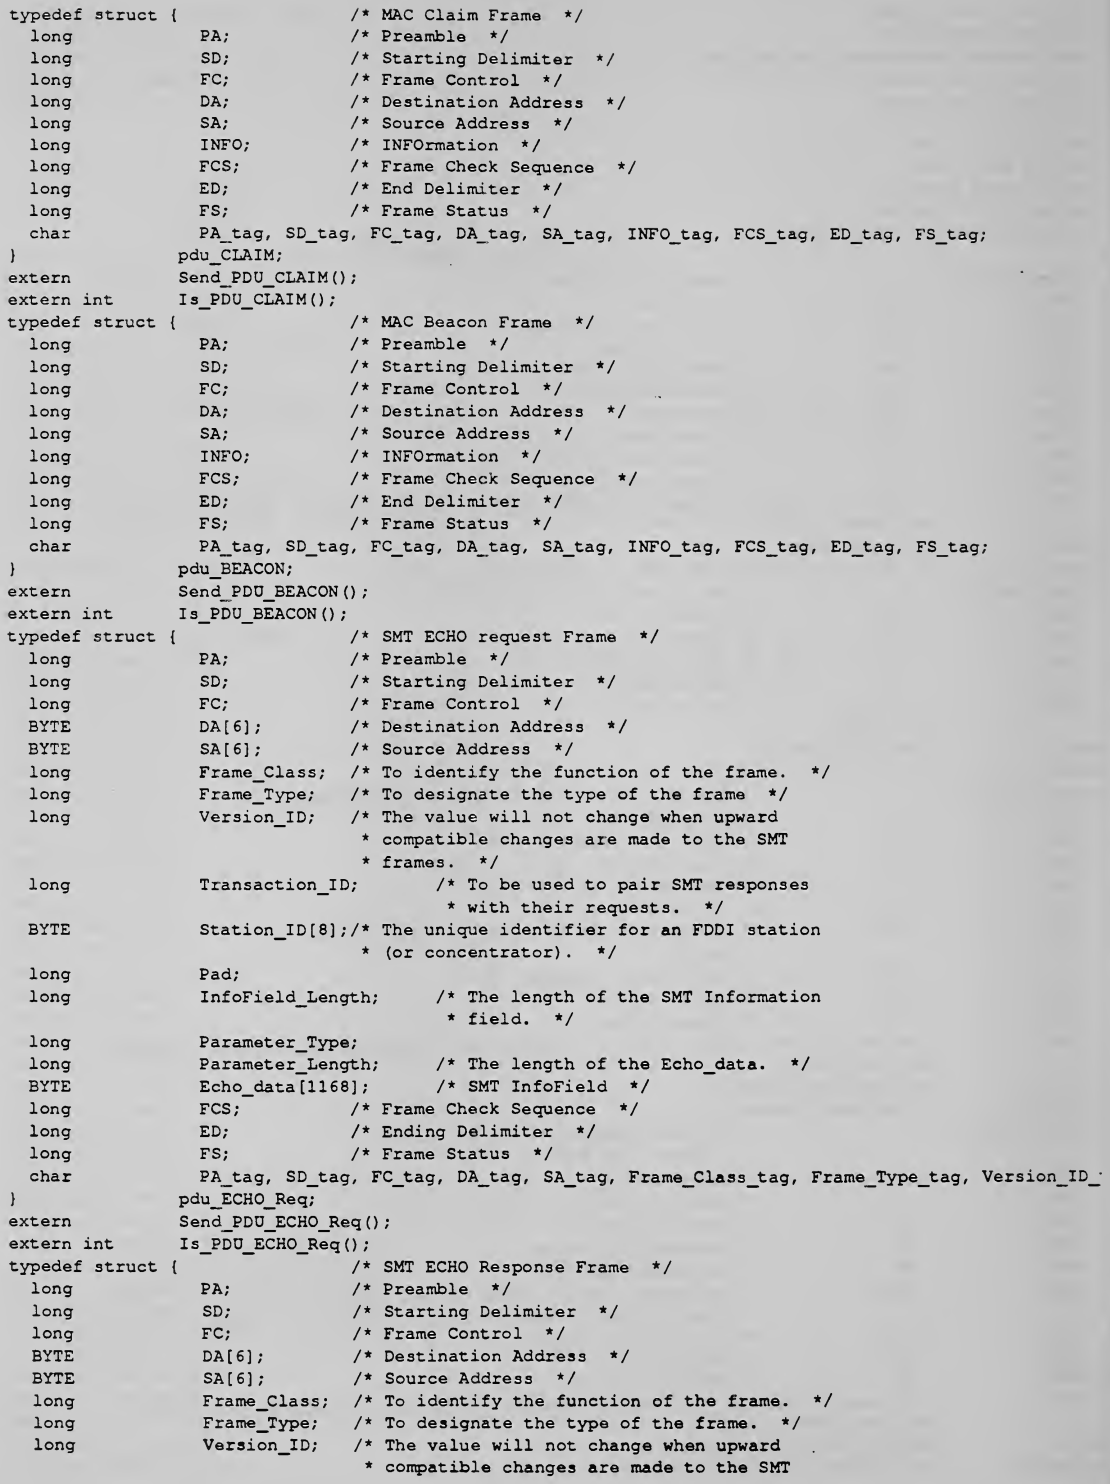 typedef struct { /* MAC Claim Frame */
long PA; /* Preamble */
long SD; /* Starting Delimiter */
long FC; /* Frame Control */
long DA; /* Destination Address */
long SA; /* Source Address */
long INFO; /* INFOrmation */
long FCS; /* Frame Check Sequence */
long ED; /* End Delimiter */
long FS; /* Frame Status */
char PA_tag, SD_tag, FC_tag, DA_tag, SA_tag, INFO_tag, FCS_tag, ED_tag, FS_tag;
} pdu_CLAIM;
extern Send_PDU_CLAIM();
extern int Is_PDU_CLAIM();
typedef struct { /* MAC Beacon Frame */
long PA; /* Preamble */
long SD; /* Starting Delimiter */
long FC; /* Frame Control */
long DA; /* Destination Address */
long SA; /* Source Address */
long INFO; /* INFOrmation */
long FCS; /* Frame Check Sequence */
long ED; /* End Delimiter */
long FS; /* Frame Status */
char PA_tag, SD_tag, FC_tag, DA_tag, SA_tag, INFO_tag, FCS_tag, ED_tag, FS_tag;
} pdu_BEACON;
extern Send_PDU_BEACON();
extern int Is_PDU_BEACON();
typedef struct { /* SMT ECHO request Frame */
long PA; /* Preamble */
long SD; /* Starting Delimiter */
long FC; /* Frame Control */
BYTE DA[6]; /* Destination Address */
BYTE SA[6]; /* Source Address */
long Frame_Class; /* To identify the function of the frame. */
long Frame_Type; /* To designate the type of the frame */
long Version_ID; /* The value will not change when upward
* compatible changes are made to the SMT
* frames. */
long Transaction_ID; /* To be used to pair SMT responses
* with their requests. */
BYTE Station_ID[8];/* The unique identifier for an FDDI station
* (or concentrator). */
long Pad;
long InfoField_Length; /* The length of the SMT Information
* field. */
long Parameter_Type;
long Parameter_Length; /* The length of the Echo_data. */
BYTE Echo_data[1168]; /* SMT InfoField */
long FCS; /* Frame Check Sequence */
long ED; /* Ending Delimiter */
long FS; /* Frame Status */
char PA_tag, SD_tag, FC_tag, DA_tag, SA_tag, Frame_Class_tag, Frame_Type_tag, Version_ID_
} pdu_ECHO_Req;
extern Send_PDU_ECHO_Req();
extern int Is_PDU_ECHO_Req();
typedef struct { /* SMT ECHO Response Frame */
long PA; /* Preamble */
long SD; /* Starting Delimiter */
long FC; /* Frame Control */
BYTE DA[6]; /* Destination Address */
BYTE SA[6]; /* Source Address */
long Frame_Class; /* To identify the function of the frame. */
long Frame_Type; /* To designate the type of the frame. */
long Version_ID; /* The value will not change when upward
* compatible changes are made to the SMT